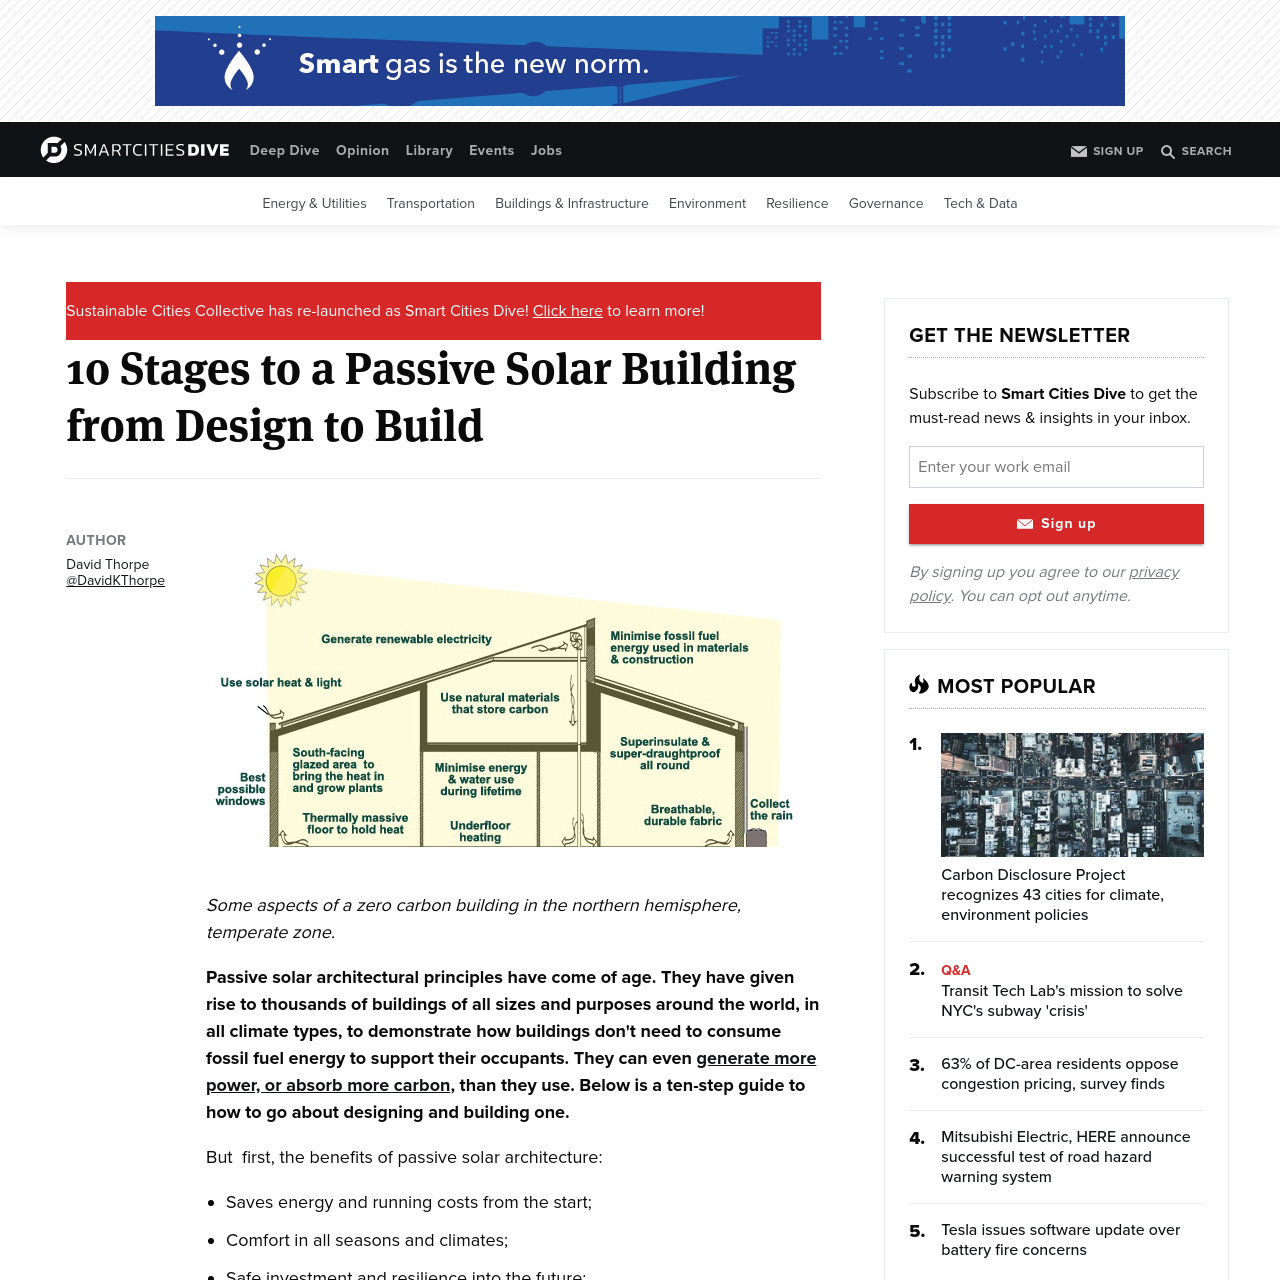 Smart gas is the new norm.
SMARTCITIESDIVE Deep Dive Opinion Library Events Jobs SIGN UP SEARCH
Energy & Utilities Transportation Buildings & Infrastructure Environment Resilience Governance Tech & Data
Sustainable Cities Collective has re-launched as Smart Cities Dive! Click here to learn more!
10 Stages to a Passive Solar Building
from Design to Build
AUTHOR
David Thorpe
@DavidKThorpe
Generate renewable electricity
Minimise fossil fuel
energy used in materials
& construction
Use solar heat & light
Use natural materials
that store carbon
South-facing
glazed area to
bring the heat in
and grow plants
Superinsulate &
super-draughtproof
all round
Minimise energy
& water use
during lifetime
Best
possible
windows
Thermally massive
floor to hold heat
Underfloor
heating
Breathable,
durable fabric
Collect
the rain
Some aspects of a zero carbon building in the northern hemisphere,
temperate zone.
Passive solar architectural principles have come of age. They have given
rise to thousands of buildings of all sizes and purposes around the world, in
all climate types, to demonstrate how buildings don't need to consume
fossil fuel energy to support their occupants. They can even generate more
power, or absorb more carbon, than they use. Below is a ten-step guide to
how to go about designing and building one.
But  first, the benefits of passive solar architecture:
Saves energy and running costs from the start;
Comfort in all seasons and climates;
Safe investment and resilience into the future;
GET THE NEWSLETTER
Subscribe to Smart Cities Dive to get the
must-read news & insights in your inbox.
Enter your work email
Sign up
By signing up you agree to our privacy
policy. You can opt out anytime.
MOST POPULAR
1.
Carbon Disclosure Project
recognizes 43 cities for climate,
environment policies
2. Q&A
Transit Tech Lab's mission to solve
NYC's subway 'crisis'
3. 63% of DC-area residents oppose
congestion pricing, survey finds
4. Mitsubishi Electric, HERE announce
successful test of road hazard
warning system
5. Tesla issues software update over
battery fire concerns